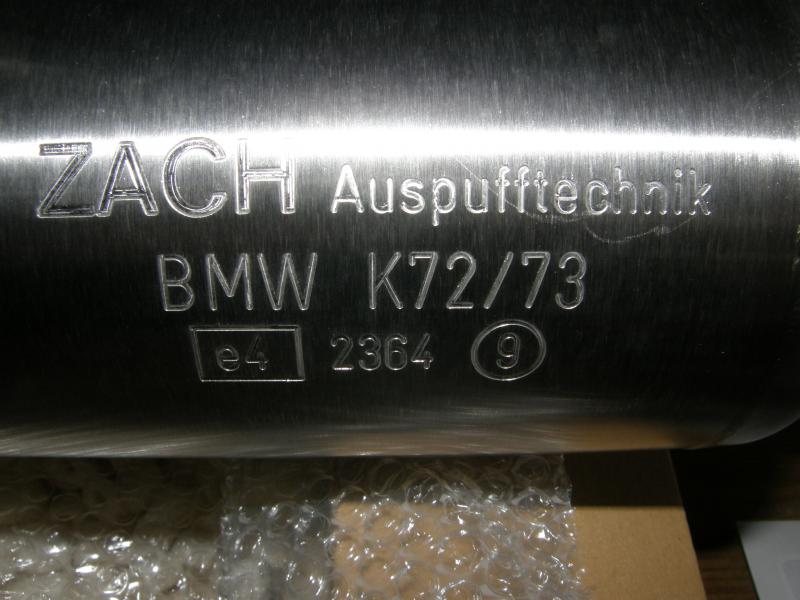 ZACH Auspufftechnik
BMW K72/73
e4 2364 9